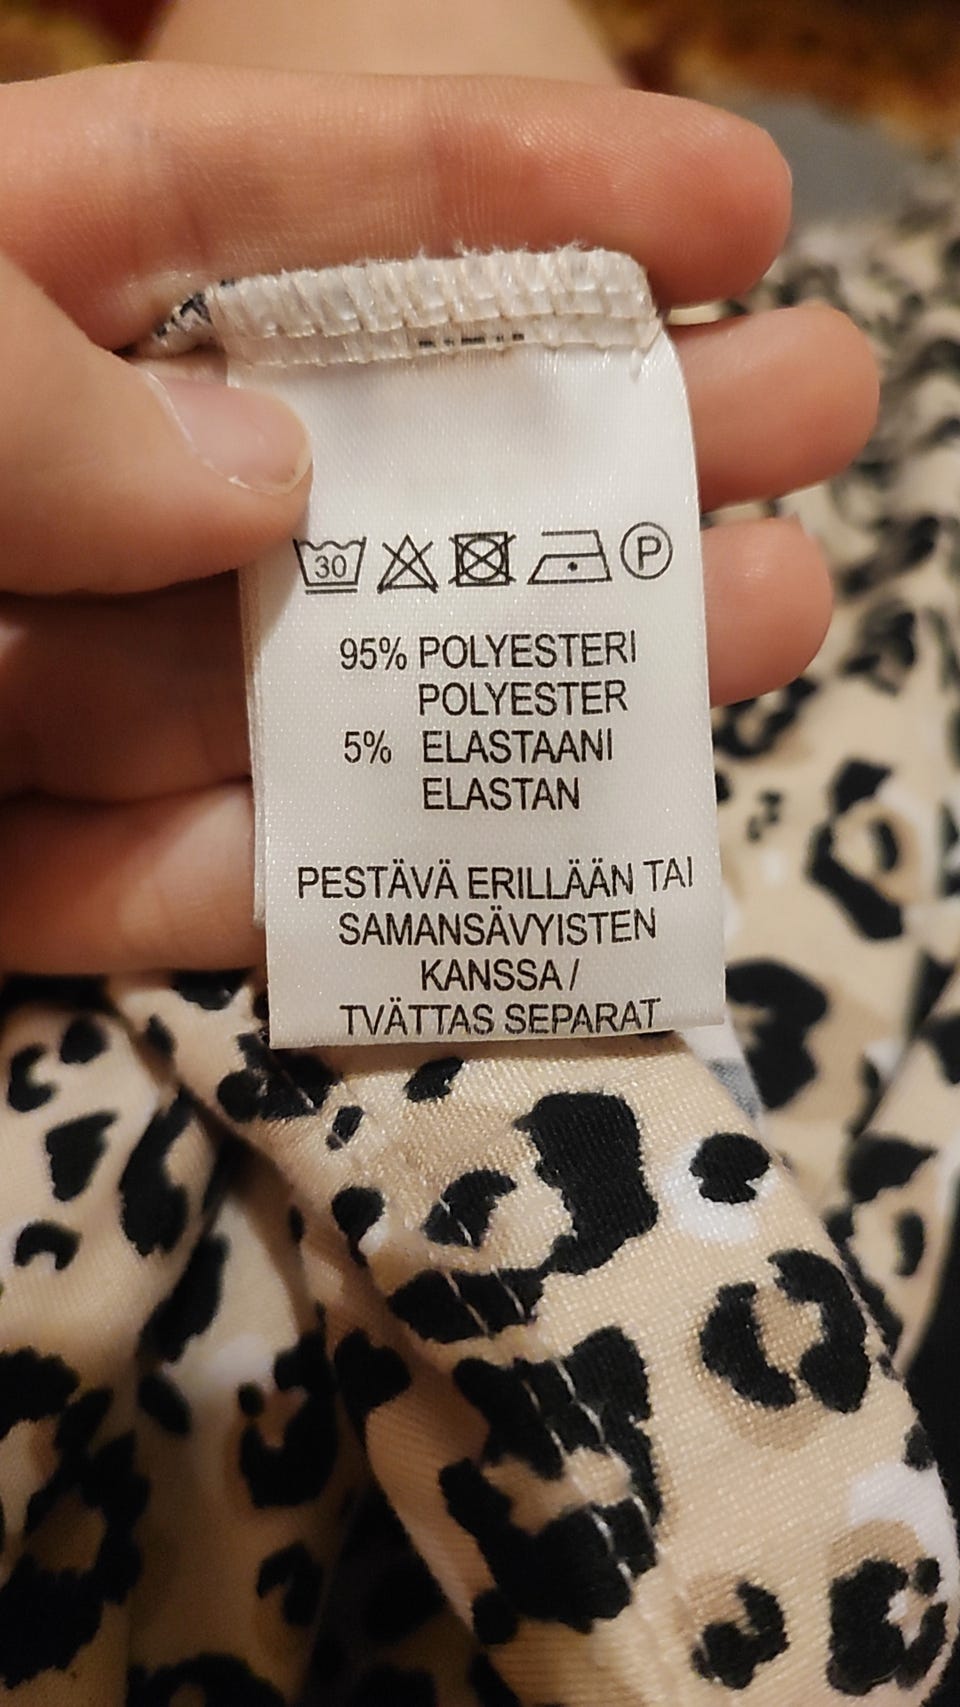 30 P
95% POLYESTERI
POLYESTER
5% ELASTAANI
ELASTAN
PESTÄVÄ ERILLÄÄN TAI
SAMANSÄVYISTEN
KANSSA /
TVÄTTAS SEPARAT